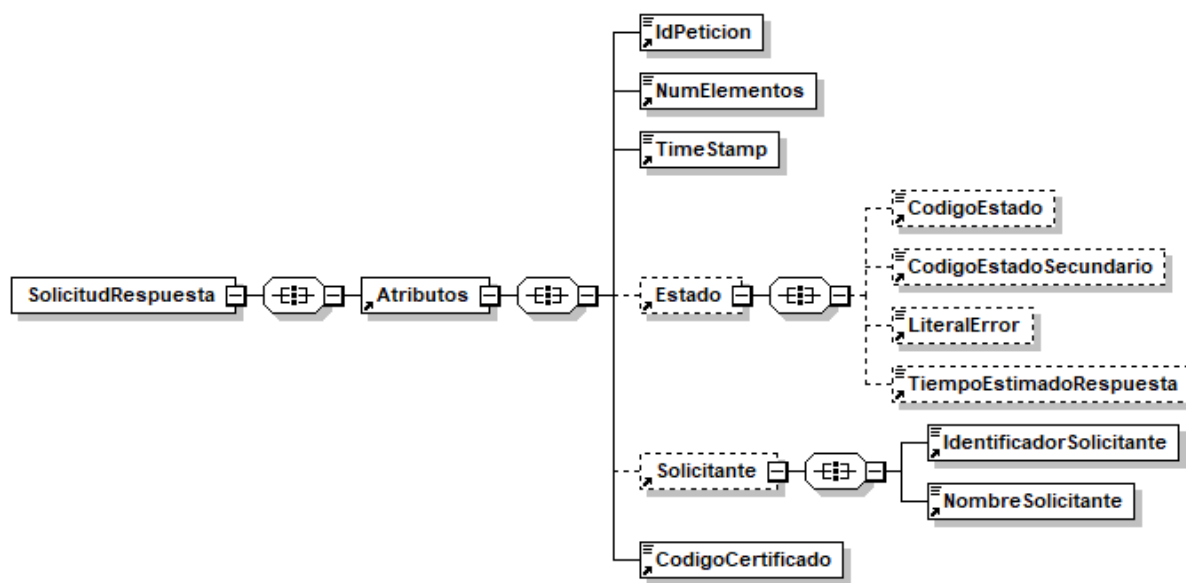 IdPeticion
NumElementos
TimeStamp
CodigoEstado
CodigoEstadoSecundario
SolicitudRespuesta
Atributos
Estado
LiteralError
TiempoEstimadoRespuesta
IdentificadorSolicitante
Solicitante
NombreSolicitante
CodigoCertificado